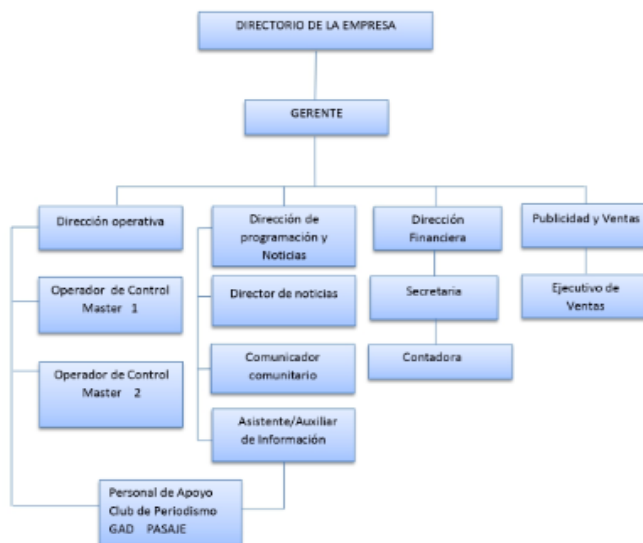 DIRECTORIO DE LA EMPRESA
GERENTE
Dirección operativa
Dirección de
programación y
Noticias
Dirección
Financiera
Publicidad y Ventas
Operador de Control
Master 1
Director de noticias
Secretaria
Ejecutivo de
Ventas
Operador de Control
Master 2
Comunicador
comunitario
Contadora
Asistente/Auxiliar
de Información
Personal de Apoyo
Club de Periodismo
GAD PASAJE